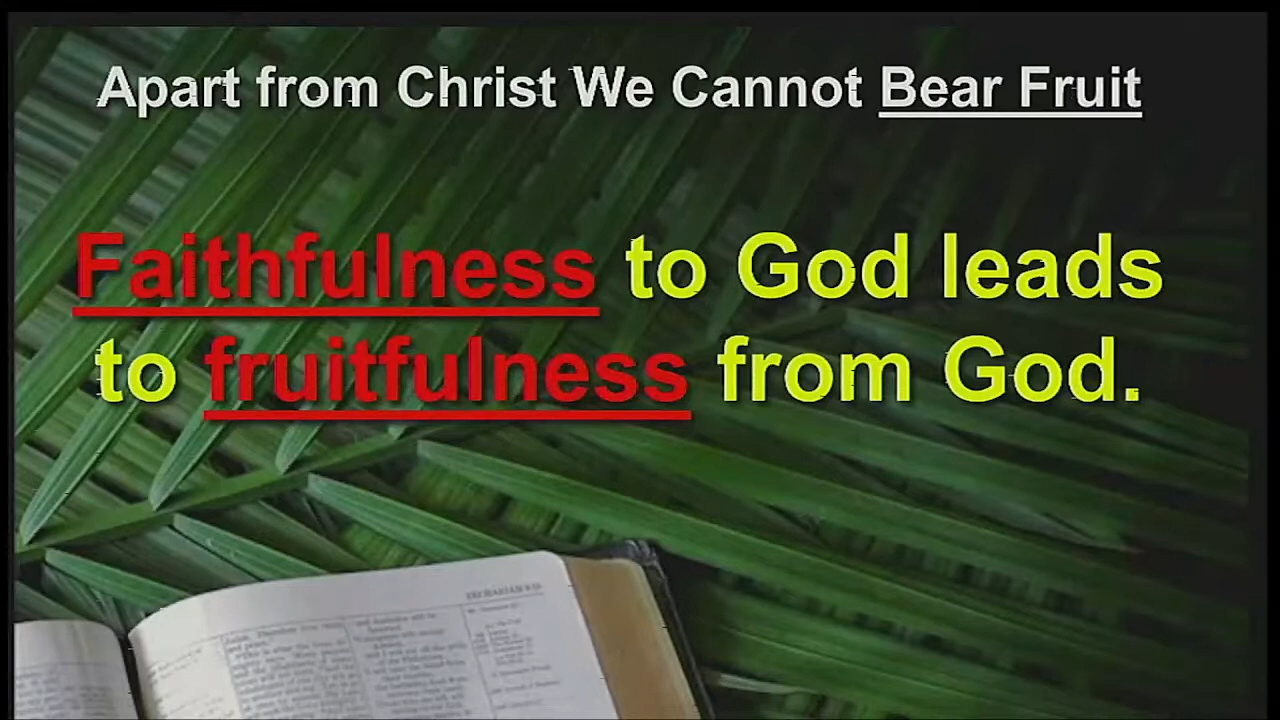 Apart from Christ We Cannot Bear Fruit
Faithfulness to God leads
to fruitfulness from God.